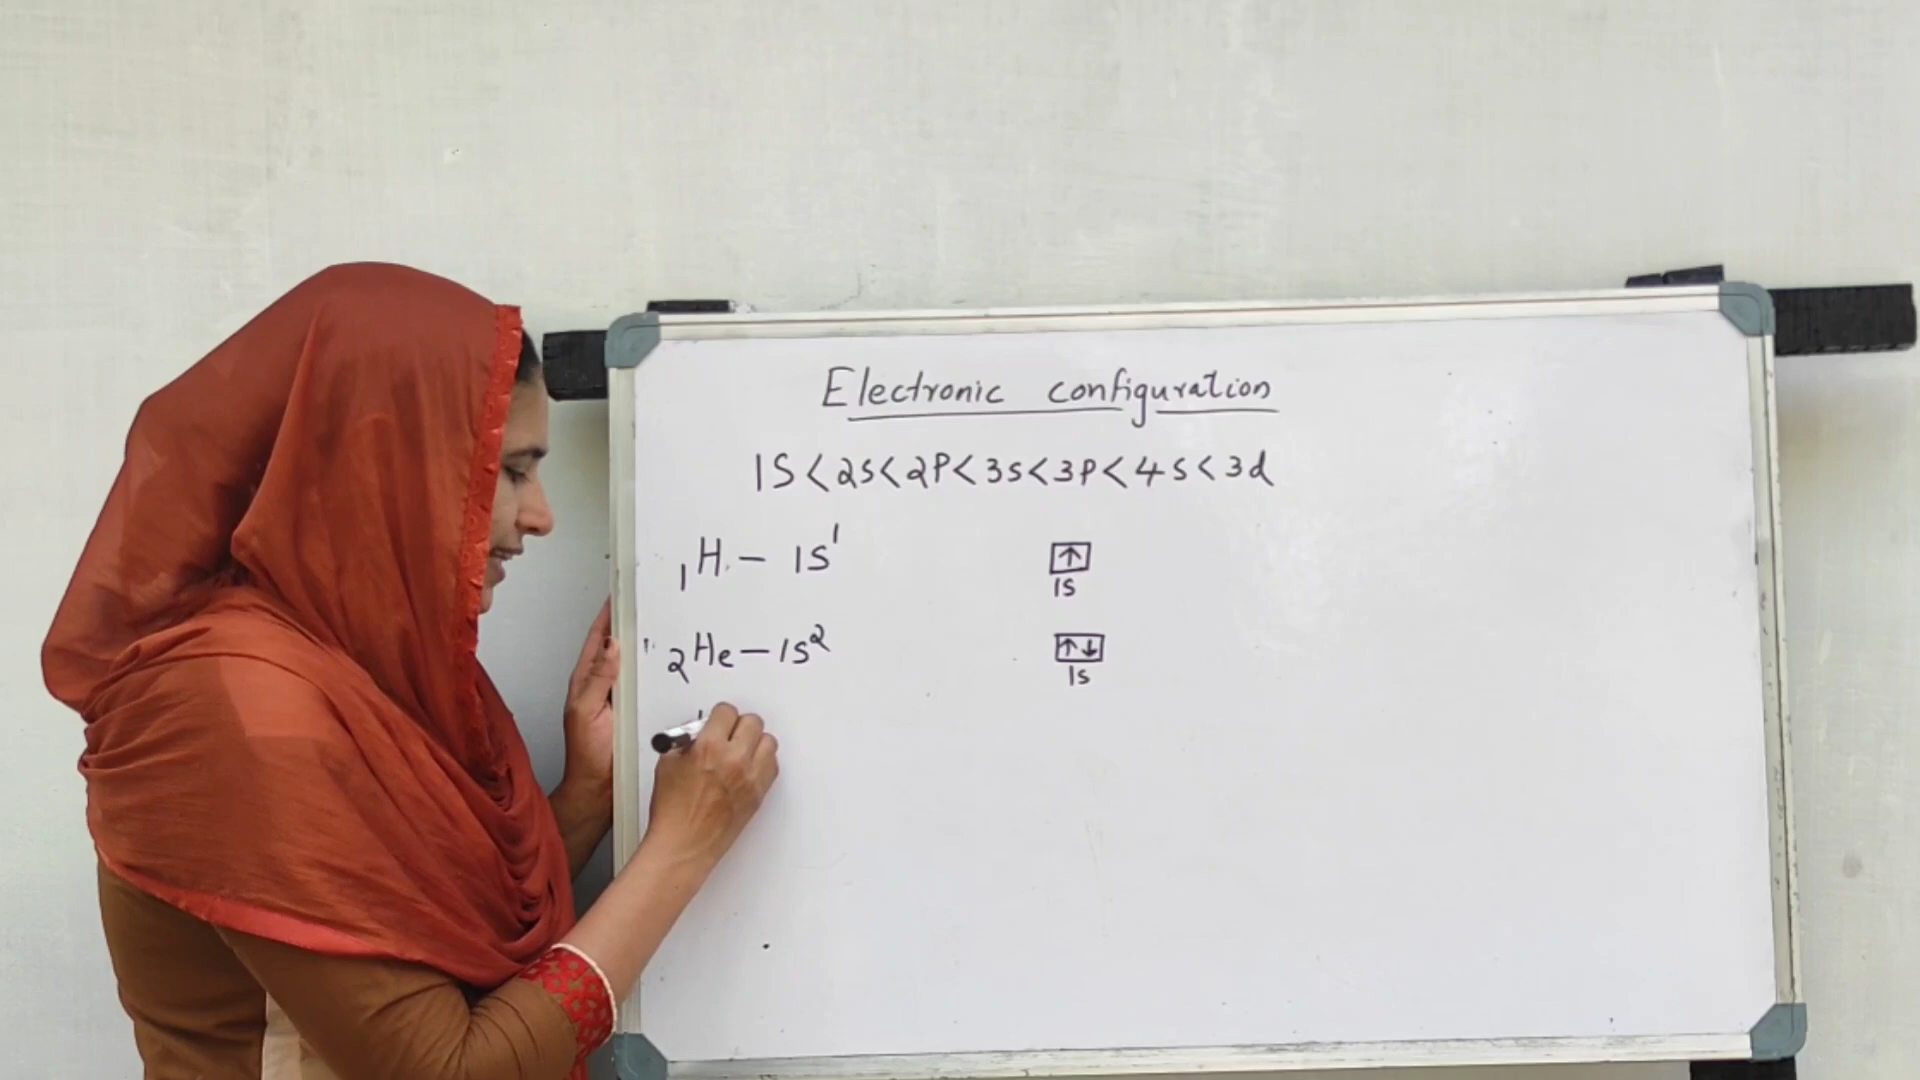 Electronic configuration
1S<2s<2P<3s<3P<4s<3d
₁H – 1S¹ ↑
1s
₂He – 1s² ↑↓
1s